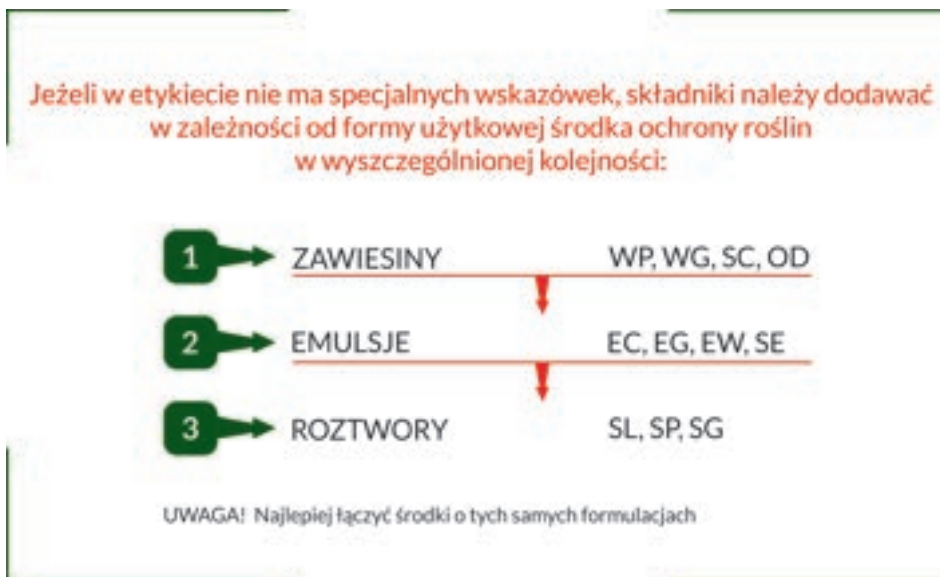 Jeżeli w etykiecie nie ma specjalnych wskazówek, składniki należy dodawać
w zależności od formy użytkowej środka ochrony roślin
w wyszczególnionej kolejności:
1 ZAWIESINY WP, WG, SC, OD
2 EMULSJE EC, EG, EW, SE
3 ROZTWORY SL, SP, SG
UWAGA! Najlepiej łączyć środki o tych samych formulacjach